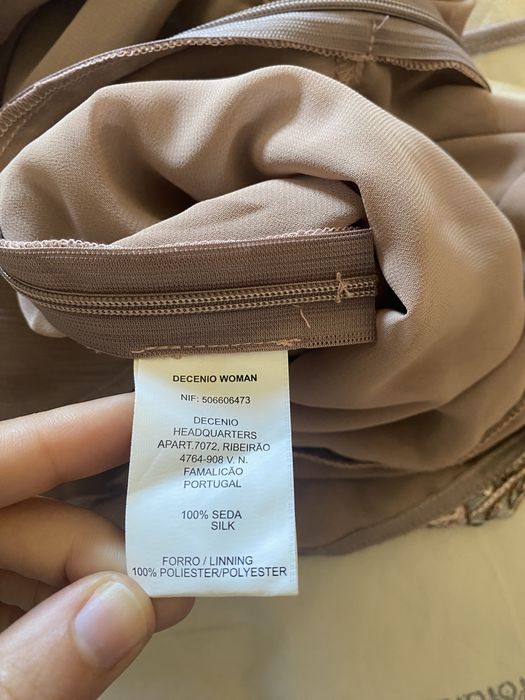 DECENIO WOMAN
NIF: 506606473
DECENIO
HEADQUARTERS
APART.7072, RIBEIRÃO
4764-908 V. N.
FAMALICÃO
PORTUGAL
100% SEDA
SILK
FORRO / LINNING
100% POLIESTER/POLYESTER